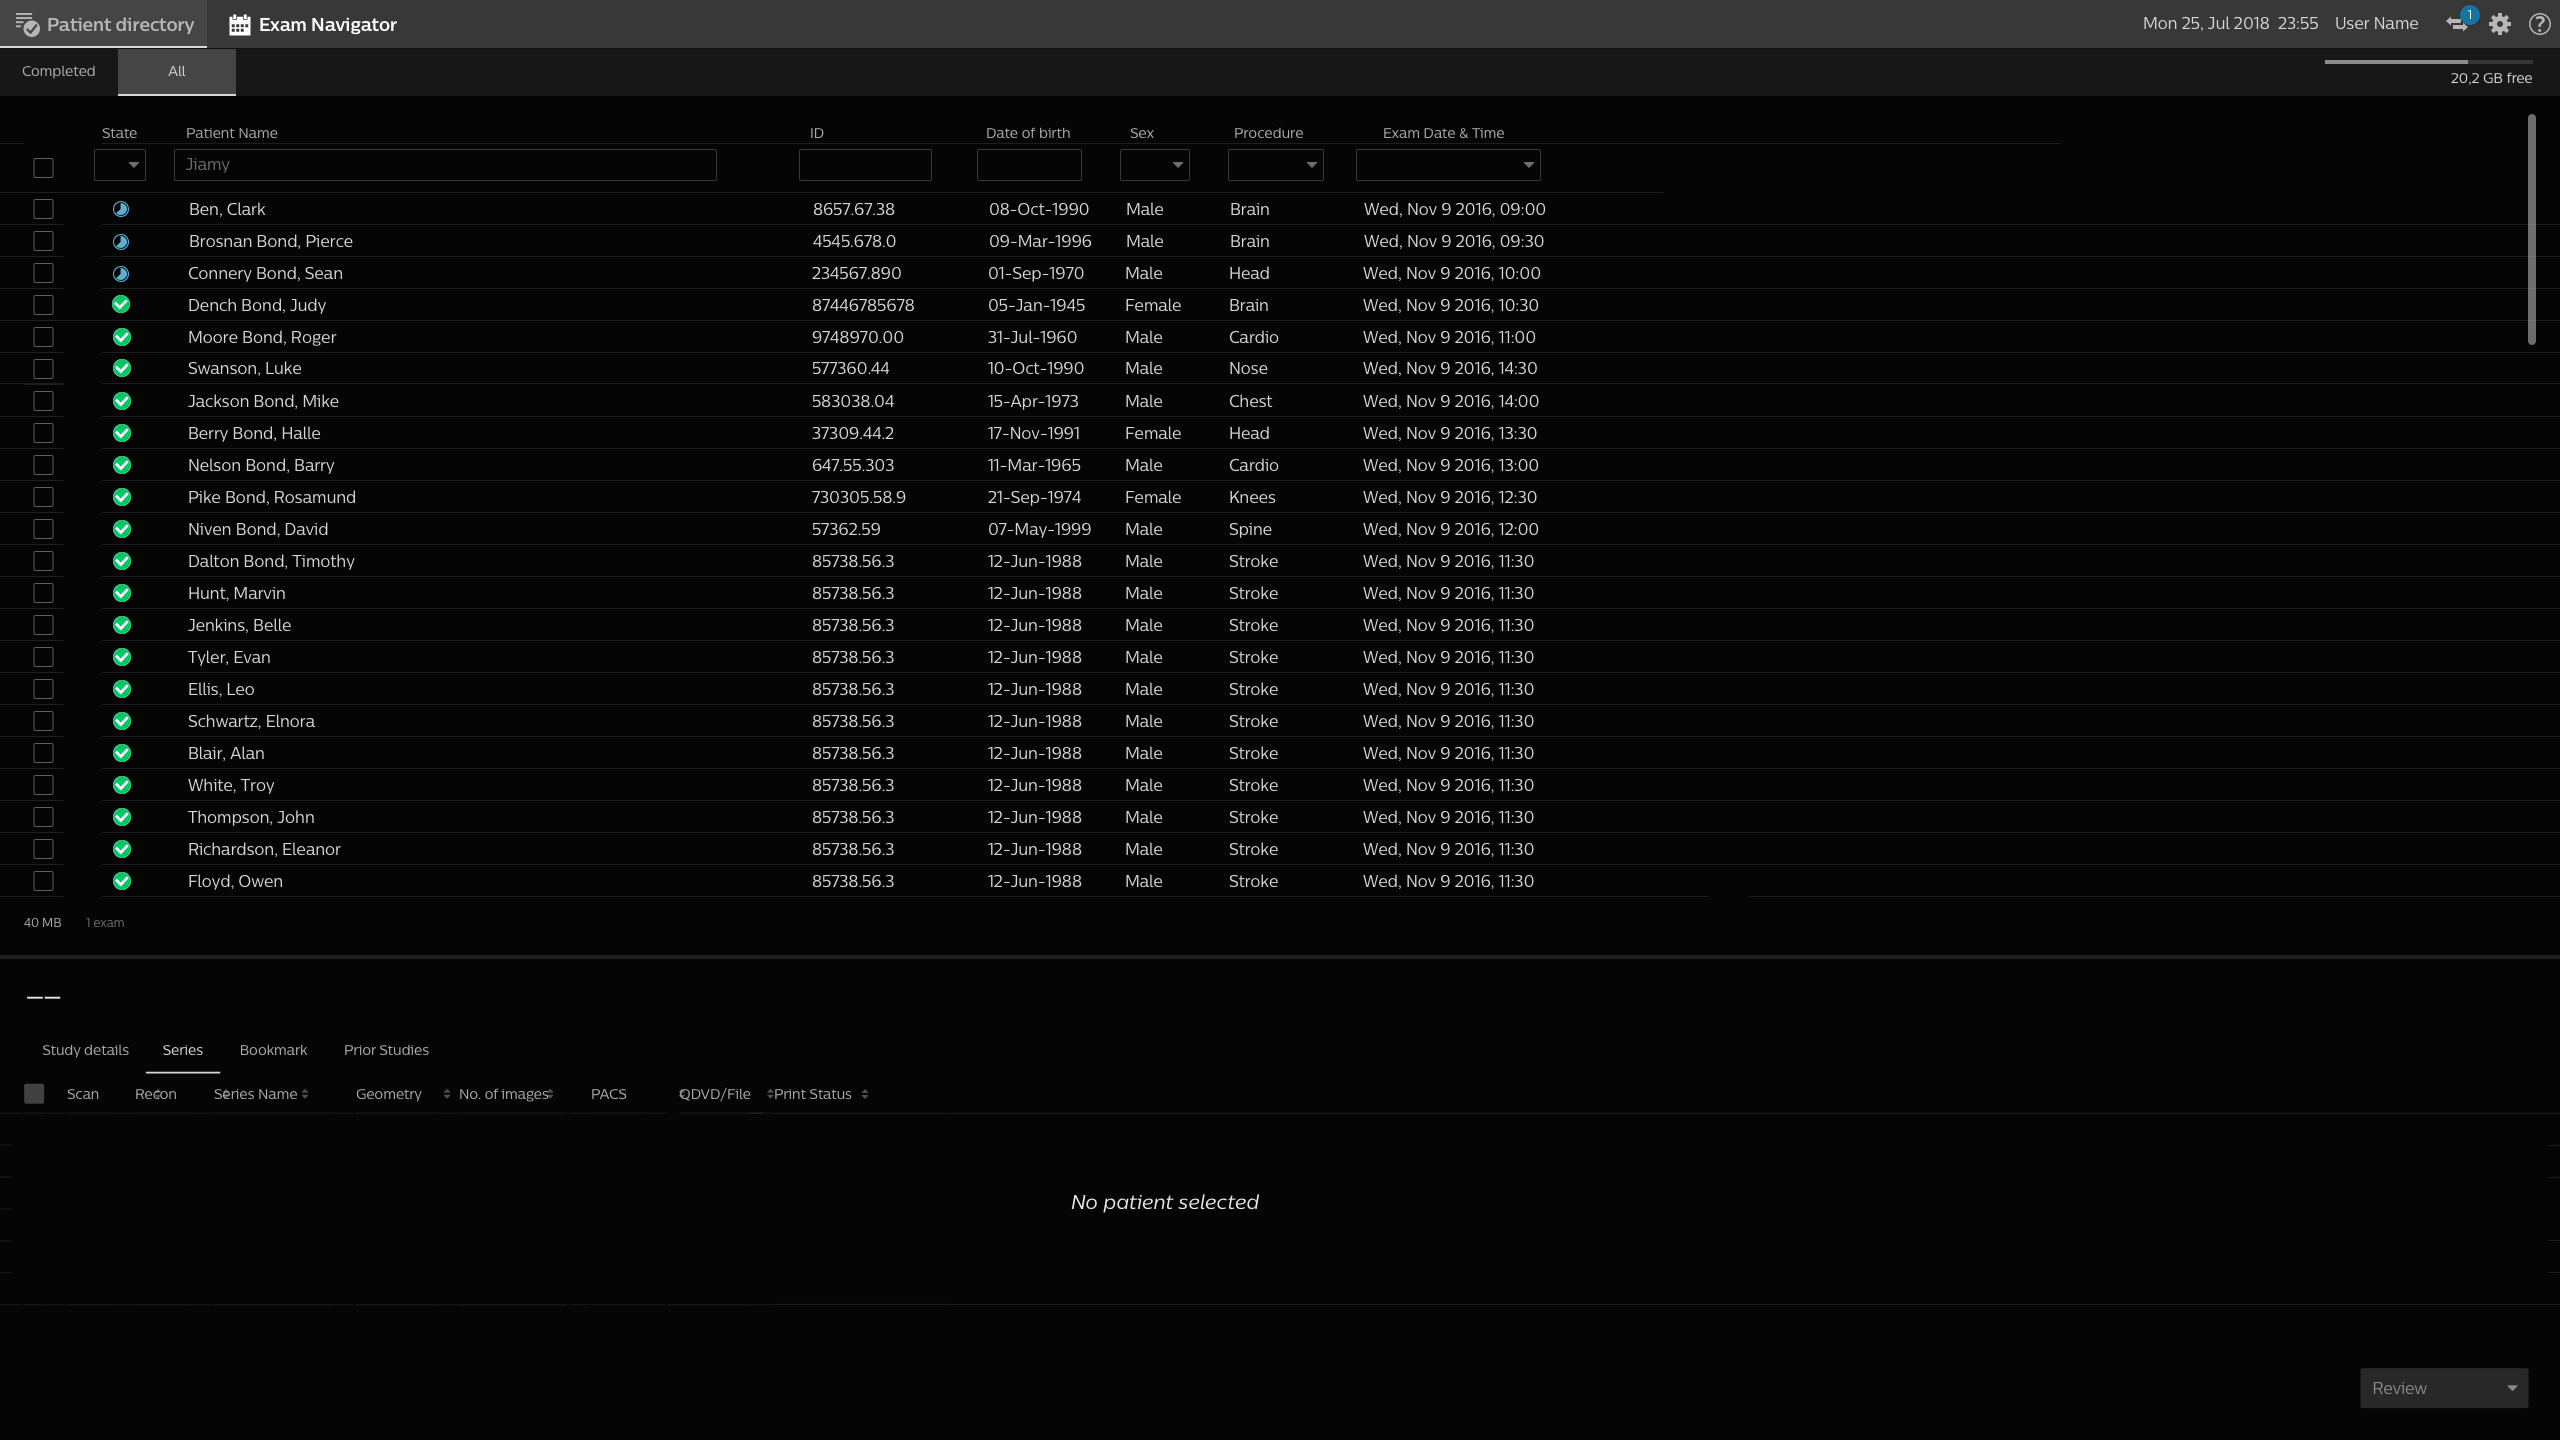 Patient directory Exam Navigator Mon 25, Jul 2018 23:55 User Name 1
Completed All 20,2 GB free
State Patient Name ID Date of birth Sex Procedure Exam Date & Time
Jiamy
Ben, Clark 8657.67.38 08-Oct-1990 Male Brain Wed, Nov 9 2016, 09:00
Brosnan Bond, Pierce 4545.678.0 09-Mar-1996 Male Brain Wed, Nov 9 2016, 09:30
Connery Bond, Sean 234567.890 01-Sep-1970 Male Head Wed, Nov 9 2016, 10:00
Dench Bond, Judy 87446785678 05-Jan-1945 Female Brain Wed, Nov 9 2016, 10:30
Moore Bond, Roger 9748970.00 31-Jul-1960 Male Cardio Wed, Nov 9 2016, 11:00
Swanson, Luke 577360.44 10-Oct-1990 Male Nose Wed, Nov 9 2016, 14:30
Jackson Bond, Mike 583038.04 15-Apr-1973 Male Chest Wed, Nov 9 2016, 14:00
Berry Bond, Halle 37309.44.2 17-Nov-1991 Female Head Wed, Nov 9 2016, 13:30
Nelson Bond, Barry 647.55.303 11-Mar-1965 Male Cardio Wed, Nov 9 2016, 13:00
Pike Bond, Rosamund 730305.58.9 21-Sep-1974 Female Knees Wed, Nov 9 2016, 12:30
Niven Bond, David 57362.59 07-May-1999 Male Spine Wed, Nov 9 2016, 12:00
Dalton Bond, Timothy 85738.56.3 12-Jun-1988 Male Stroke Wed, Nov 9 2016, 11:30
Hunt, Marvin 85738.56.3 12-Jun-1988 Male Stroke Wed, Nov 9 2016, 11:30
Jenkins, Belle 85738.56.3 12-Jun-1988 Male Stroke Wed, Nov 9 2016, 11:30
Tyler, Evan 85738.56.3 12-Jun-1988 Male Stroke Wed, Nov 9 2016, 11:30
Ellis, Leo 85738.56.3 12-Jun-1988 Male Stroke Wed, Nov 9 2016, 11:30
Schwartz, Elnora 85738.56.3 12-Jun-1988 Male Stroke Wed, Nov 9 2016, 11:30
Blair, Alan 85738.56.3 12-Jun-1988 Male Stroke Wed, Nov 9 2016, 11:30
White, Troy 85738.56.3 12-Jun-1988 Male Stroke Wed, Nov 9 2016, 11:30
Thompson, John 85738.56.3 12-Jun-1988 Male Stroke Wed, Nov 9 2016, 11:30
Richardson, Eleanor 85738.56.3 12-Jun-1988 Male Stroke Wed, Nov 9 2016, 11:30
Floyd, Owen 85738.56.3 12-Jun-1988 Male Stroke Wed, Nov 9 2016, 11:30
40 MB 1 exam
——
Study details Series Bookmark Prior Studies
Scan Recon Series Name Geometry No. of images PACS QDVD/File Print Status
No patient selected
Review